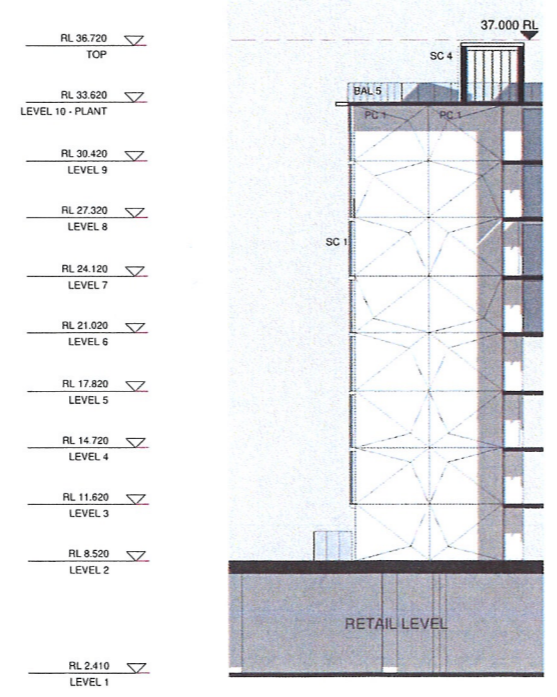 37.000 RL
RL 36.720
TOP
SC 4
RL 33.620
LEVEL 10 - PLANT
BAL 5
PC 1 PC 1
RL 30.420
LEVEL 9
RL 27.320
LEVEL 8
SC 1
RL 24.120
LEVEL 7
RL 21.020
LEVEL 6
RL 17.820
LEVEL 5
RL 14.720
LEVEL 4
RL 11.620
LEVEL 3
RL 8.520
LEVEL 2
RETAIL LEVEL
RL 2.410
LEVEL 1